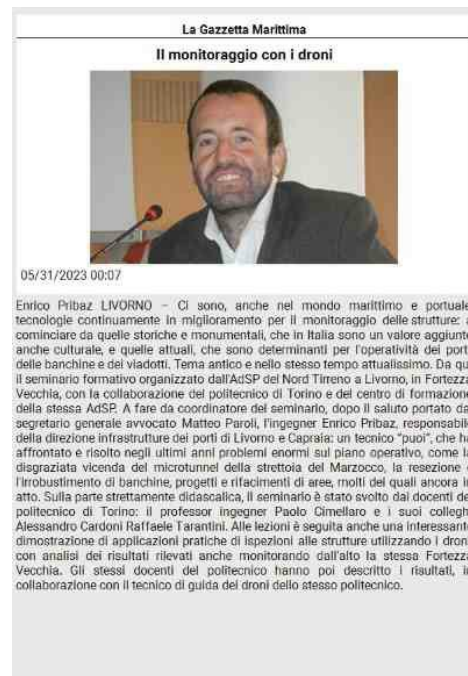 La Gazzetta Marittima
Il monitoraggio con i droni
05/31/2023 00:07
Enrico Pribaz LIVORNO – Ci sono, anche nel mondo marittimo e portuale
tecnologie continuamente in miglioramento per il monitoraggio delle strutture:
cominciare da quelle storiche e monumentali, che in Italia sono un valore aggiunto
anche culturale, e quelle attuali, che sono determinanti per l'operatività dei porti
delle banchine e dei viadotti. Tema antico e nello stesso tempo attualissimo. Da qu
il seminario formativo organizzato dall'AdSP del Nord Tirreno a Livorno, in Fortezza
Vecchia, con la collaborazione del politecnico di Torino e del centro di formazione
della stessa AdSP. A fare da coordinatore del seminario, dopo il saluto portato da
segretario generale avvocato Matteo Paroli, l'ingegner Enrico Pribaz, responsabil
della direzione infrastrutture dei porti di Livorno e Capraia: un tecnico "puoi", che ha
affrontato e risolto negli ultimi anni problemi enormi sul piano operativo, come la
disgraziata vicenda del microtunnel della strettoia del Marzocco, la resezione
l'irrobustimento di banchine, progetti e rifacimenti di aree, molti dei quali ancora in
atto. Sulla parte strettamente didascalica, il seminario è stato svolto dai docenti de
politecnico di Torino: il professor ingegner Paolo Cimellaro e i suoi collegh
Alessandro Cardoni Raffaele Tarantini. Alle lezioni è seguita anche una interessant
dimostrazione di applicazioni pratiche di ispezioni alle strutture utilizzando i dron
con analisi dei risultati rilevati anche monitorando dall'alto la stessa Fortezza
Vecchia. Gli stessi docenti del politecnico hanno poi descritto i risultati, in
collaborazione con il tecnico di guida dei droni dello stesso politecnico.